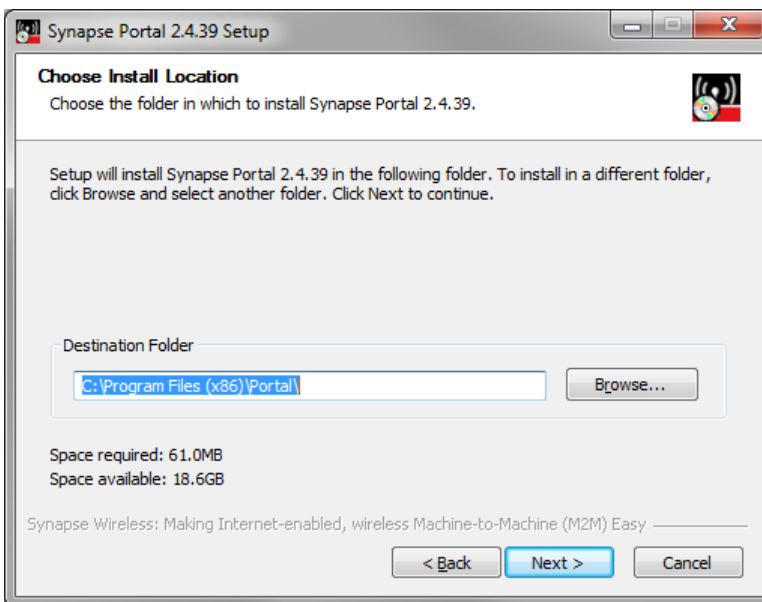 Synapse Portal 2.4.39 Setup
Choose Install Location
Choose the folder in which to install Synapse Portal 2.4.39.
Setup will install Synapse Portal 2.4.39 in the following folder. To install in a different folder,
click Browse and select another folder. Click Next to continue.
Destination Folder
C:\Program Files (x86)\Portal\
Browse...
Space required: 61.0MB
Space available: 18.6GB
Synapse Wireless: Making Internet-enabled, wireless Machine-to-Machine (M2M) Easy
< Back
Next >
Cancel